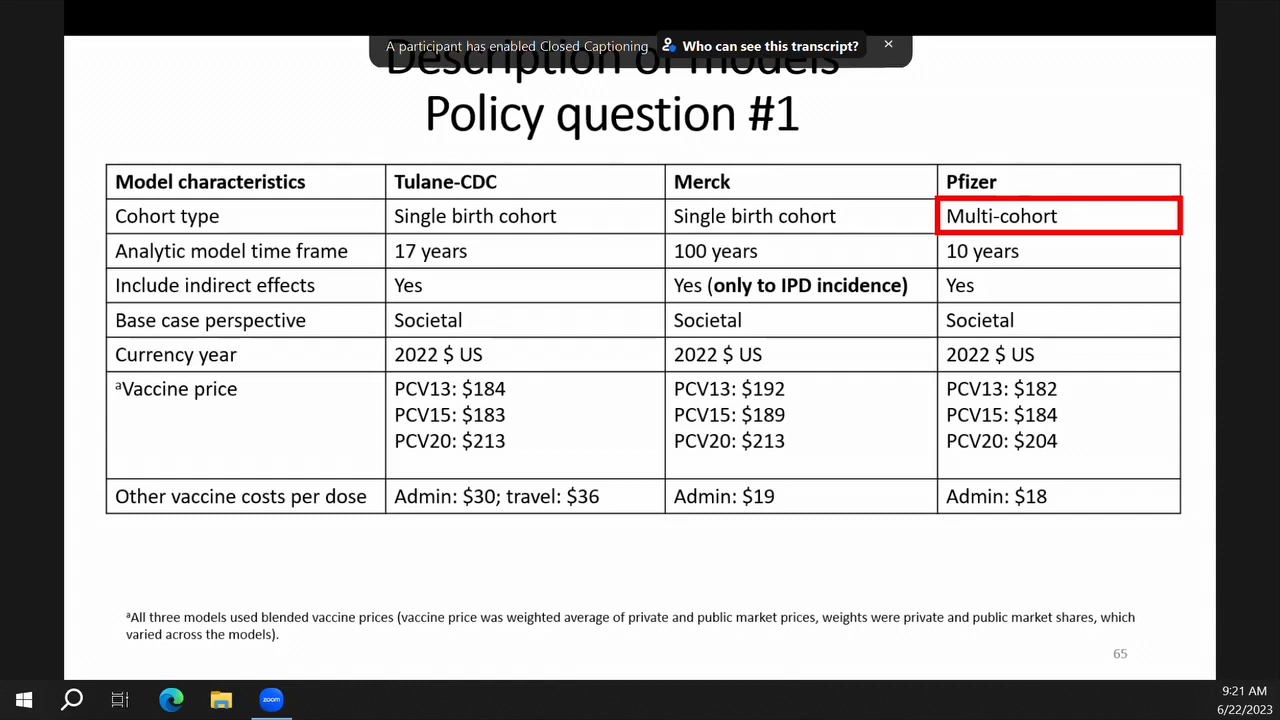 A participant has enabled Closed Captioning Who can see this transcript? ×
Description of models
Policy question #1
Model characteristics Tulane-CDC Merck Pfizer
Cohort type Single birth cohort Single birth cohort Multi-cohort
Analytic model time frame 17 years 100 years 10 years
Include indirect effects Yes Yes (only to IPD incidence) Yes
Base case perspective Societal Societal Societal
Currency year 2022 $ US 2022 $ US 2022 $ US
ᵃVaccine price PCV13: $184 PCV13: $192 PCV13: $182
PCV15: $183 PCV15: $189 PCV15: $184
PCV20: $213 PCV20: $213 PCV20: $204
Other vaccine costs per dose Admin: $30; travel: $36 Admin: $19 Admin: $18
ᵃAll three models used blended vaccine prices (vaccine price was weighted average of private and public market prices, weights were private and public market shares, which
varied across the models).
65
zoom
9:21 AM
6/22/2023